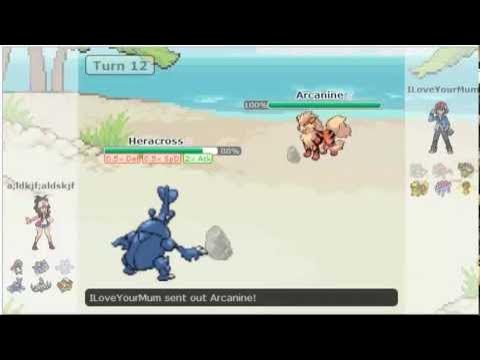 Turn 12
Arcanine
100%
ILoveYourMum
Heracross
88%
0.5× Def 0.5× SpD 2× Atk
a;ldkjf;aldskjf
ILoveYourMum sent out Arcanine!